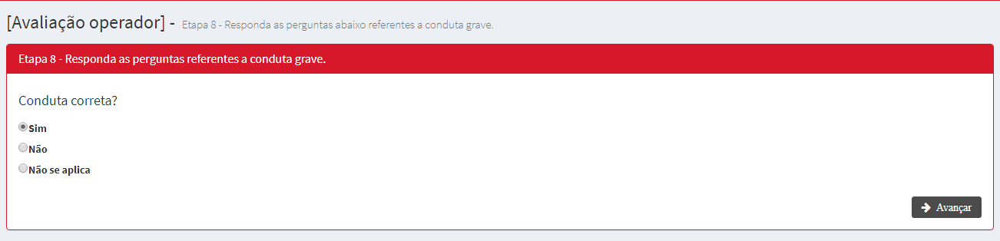 [Avaliação operador] - Etapa 8 - Responda as perguntas abaixo referentes a conduta grave.
Etapa 8 - Responda as perguntas referentes a conduta grave.
Conduta correta?
Sim
Não
Não se aplica
Avançar